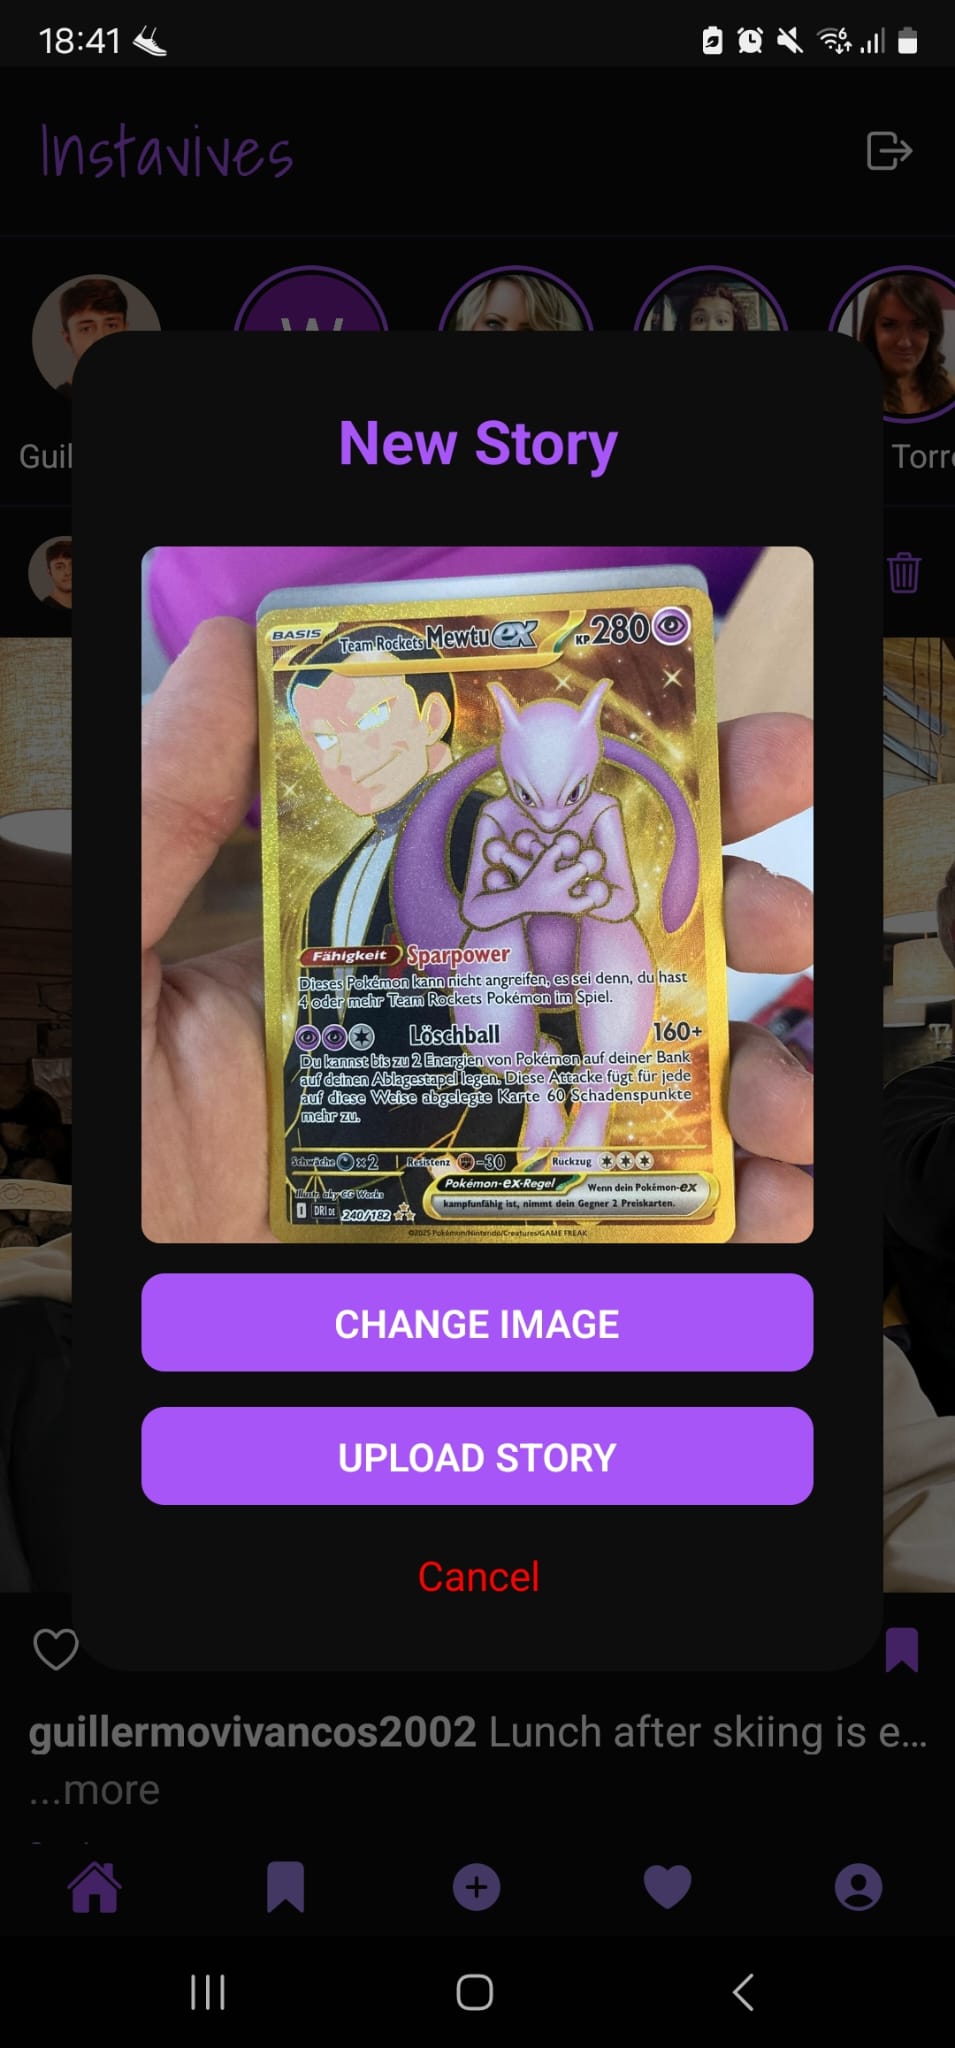 18:41
Instavives
W
Guil
Torr
New Story
BASIS
Team Rockets Mewtu ex
KP 280
Fähigkeit Sparpower
Dieses Pokémon kann nicht angreifen, es sei denn, du hast
4 oder mehr Team Rockets Pokémon im Spiel.
Löschball 160+
Du kannst bis zu 2 Energien von Pokémon auf deiner Bank
auf deinen Ablagestapel legen. Diese Attacke fügt für jede
auf diese Weise abgelegte Karte 60 Schadenspunkte
mehr zu.
Schwäche ×2 Resistenz -30 Rückzug
Pokémon-ex-Regel Wenn dein Pokémon-ex
kampfunfähig ist, nimmt dein Gegner 2 Preiskarten.
Illustr. aky CG Works
I DRI DE 240/182
©2025 Pokémon/Nintendo/Creatures/GAME FREAK
CHANGE IMAGE
UPLOAD STORY
Cancel
guillermovivancos2002 Lunch after skiing is e...
...more